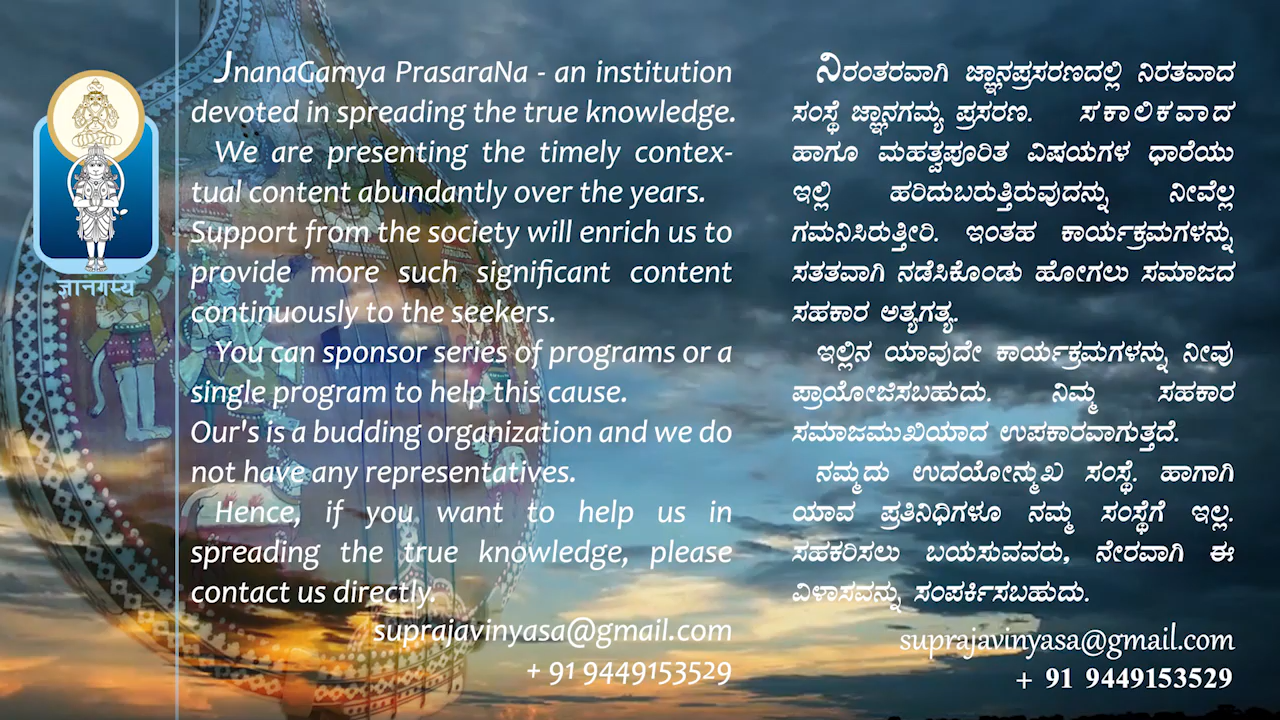 ज्ञानगम्य
JnanaGamya PrasaraNa - an institution
devoted in spreading the true knowledge.
We are presenting the timely contex-
tual content abundantly over the years.
Support from the society will enrich us to
provide more such significant content
continuously to the seekers.
You can sponsor series of programs or a
single program to help this cause.
Our's is a budding organization and we do
not have any representatives.
Hence, if you want to help us in
spreading the true knowledge, please
contact us directly.
suprajavinyasa@gmail.com
+ 91 9449153529
ನಿರಂತರವಾಗಿ ಜ್ಞಾನಪ್ರಸರಣದಲ್ಲಿ ನಿರತವಾದ
ಸಂಸ್ಥೆ ಜ್ಞಾನಗಮ್ಯ ಪ್ರಸರಣ. ಸಕಾಲಿಕವಾದ
ಹಾಗೂ ಮಹತ್ವಪೂರಿತ ವಿಷಯಗಳ ಧಾರೆಯು
ಇಲ್ಲಿ ಹರಿದುಬರುತ್ತಿರುವುದನ್ನು ನೀವೆಲ್ಲ
ಗಮನಿಸಿರುತ್ತೀರಿ. ಇಂತಹ ಕಾರ್ಯಕ್ರಮಗಳನ್ನು
ಸತತವಾಗಿ ನಡೆಸಿಕೊಂಡು ಹೋಗಲು ಸಮಾಜದ
ಸಹಕಾರ ಅತ್ಯಗತ್ಯ.
ಇಲ್ಲಿನ ಯಾವುದೇ ಕಾರ್ಯಕ್ರಮಗಳನ್ನು ನೀವು
ಪ್ರಾಯೋಜಿಸಬಹುದು. ನಿಮ್ಮ ಸಹಕಾರ
ಸಮಾಜಮುಖಿಯಾದ ಉಪಕಾರವಾಗುತ್ತದೆ.
ನಮ್ಮದು ಉದಯೋನ್ಮುಖ ಸಂಸ್ಥೆ. ಹಾಗಾಗಿ
ಯಾವ ಪ್ರತಿನಿಧಿಗಳೂ ನಮ್ಮ ಸಂಸ್ಥೆಗೆ ಇಲ್ಲ.
ಸಹಕರಿಸಲು ಬಯಸುವವರು, ನೇರವಾಗಿ ಈ
ವಿಳಾಸವನ್ನು ಸಂಪರ್ಕಿಸಬಹುದು.
suprajavinyasa@gmail.com
+ 91 9449153529